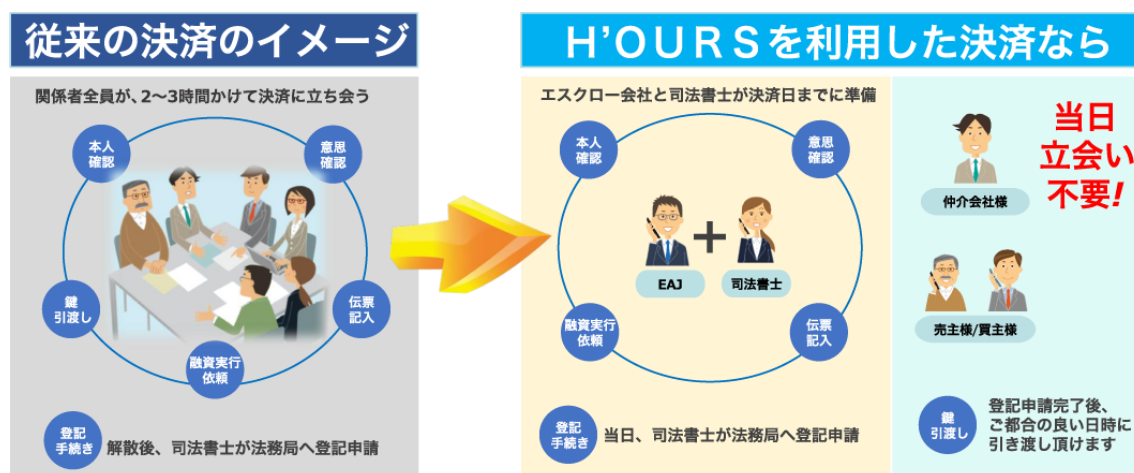 従来の決済のイメージ
関係者全員が、2〜3時間かけて決済に立ち会う
本人
確認
意思
確認
鍵
引渡し
伝票
記入
融資実行
依頼
登記
手続き
解散後、司法書士が法務局へ登記申請
H'OURSを利用した決済なら
エスクロー会社と司法書士が決済日までに準備
本人
確認
意思
確認
+
EAJ
司法書士
融資実行
依頼
伝票
記入
登記
手続き
当日、司法書士が法務局へ登記申請
当日
立会い
不要!
仲介会社様
売主様/買主様
鍵
引渡し
登記申請完了後、
ご都合の良い日時に
引き渡し頂けます